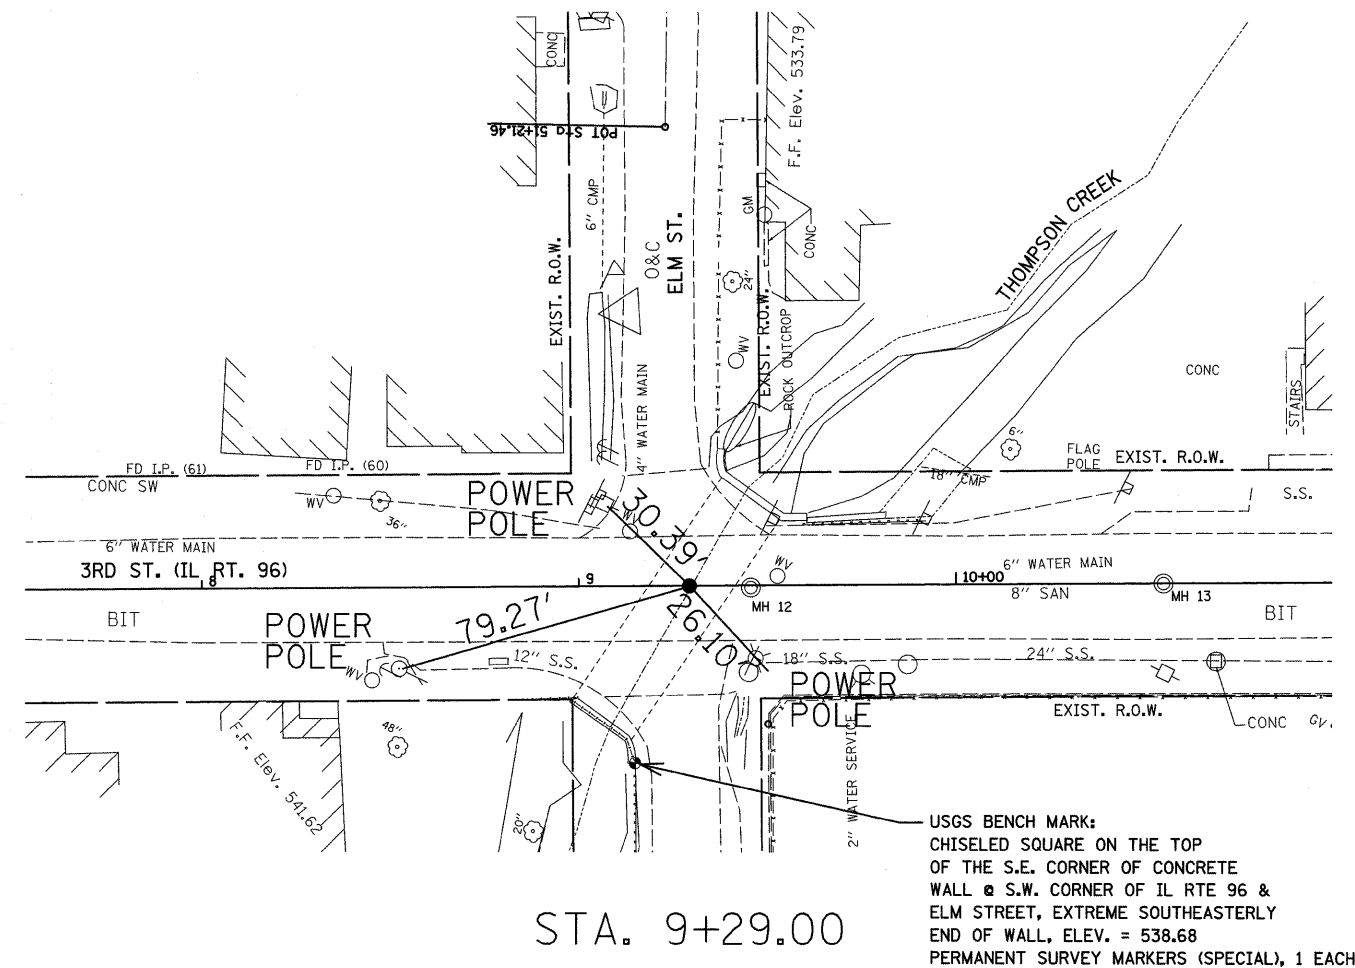 CONC
F.F. Elev. 533.79
POT Sta 51+21.46
6" CMP
O&C
ELM ST.
EXIST. R.O.W.
GM
CONC
24"
WV
EXIST. R.O.W.
ROCK OUTCROP
THOMPSON CREEK
CONC
STAIRS
4" WATER MAIN
FD I.P. (61)
FD I.P. (60)
CONC SW
6"
FLAG
POLE
EXIST. R.O.W.
18" CMP
S.S.
WV
36"
POWER
POLE
30.39'
WV
6" WATER MAIN
3RD ST. (IL RT. 96)
8
9
WV
10+00
6" WATER MAIN
8" SAN
MH 12
MH 13
BIT
BIT
POWER
POLE
79.27'
26.10'
WV
12" S.S.
18" S.S.
24" S.S.
POWER
POLE
EXIST. R.O.W.
CONC
GV.
48"
F.F. Elev. 541.62
20"
2" WATER SERVICE
USGS BENCH MARK:
CHISELED SQUARE ON THE TOP
OF THE S.E. CORNER OF CONCRETE
WALL @ S.W. CORNER OF IL RTE 96 &
ELM STREET, EXTREME SOUTHEASTERLY
END OF WALL, ELEV. = 538.68
PERMANENT SURVEY MARKERS (SPECIAL), 1 EACH
STA. 9+29.00